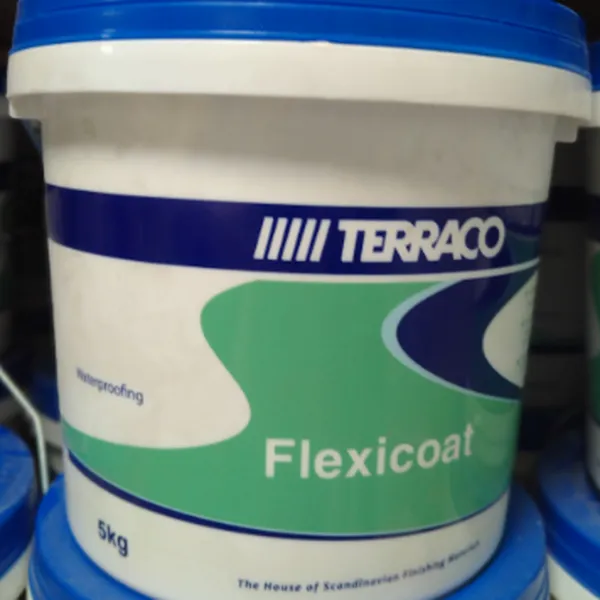 TERRACO
Waterproofing
Flexicoat
5kg
The House of Scandinavian Finishing Materials